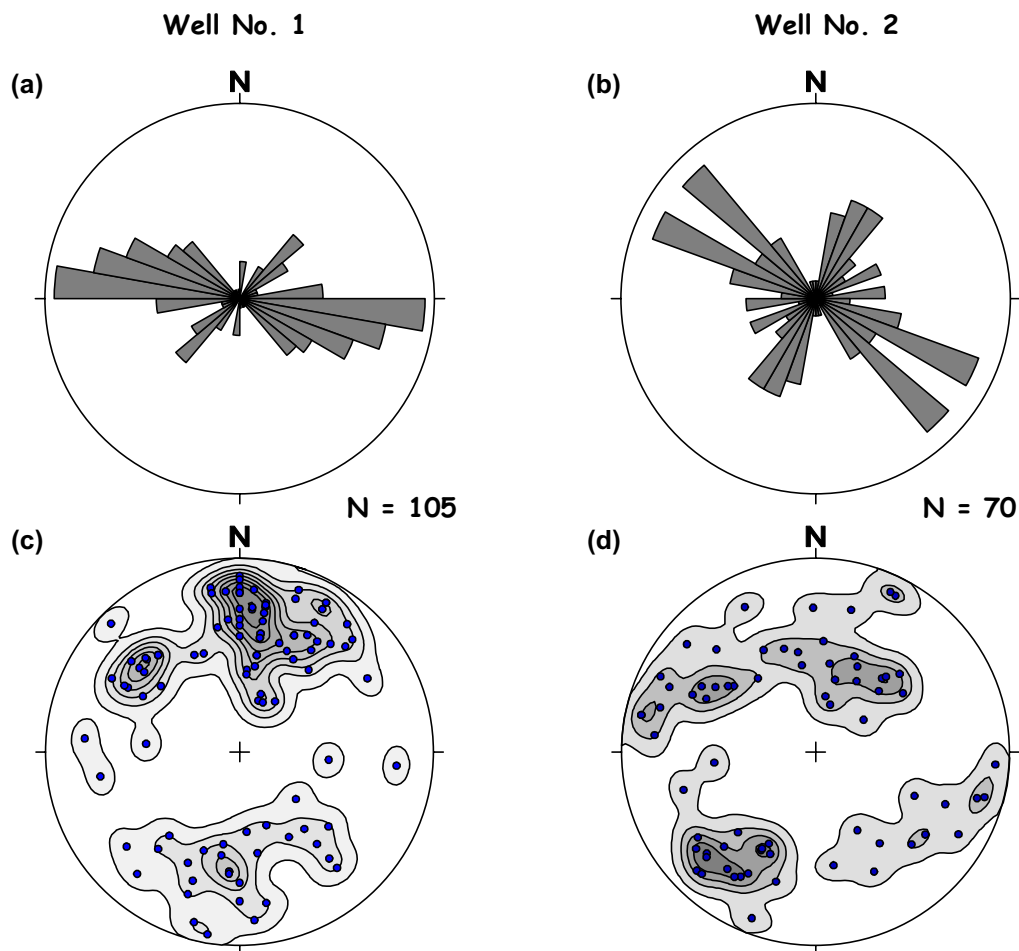 Well No. 1
Well No. 2
(a)
N
(b)
N
N = 105
N = 70
(c)
N
(d)
N